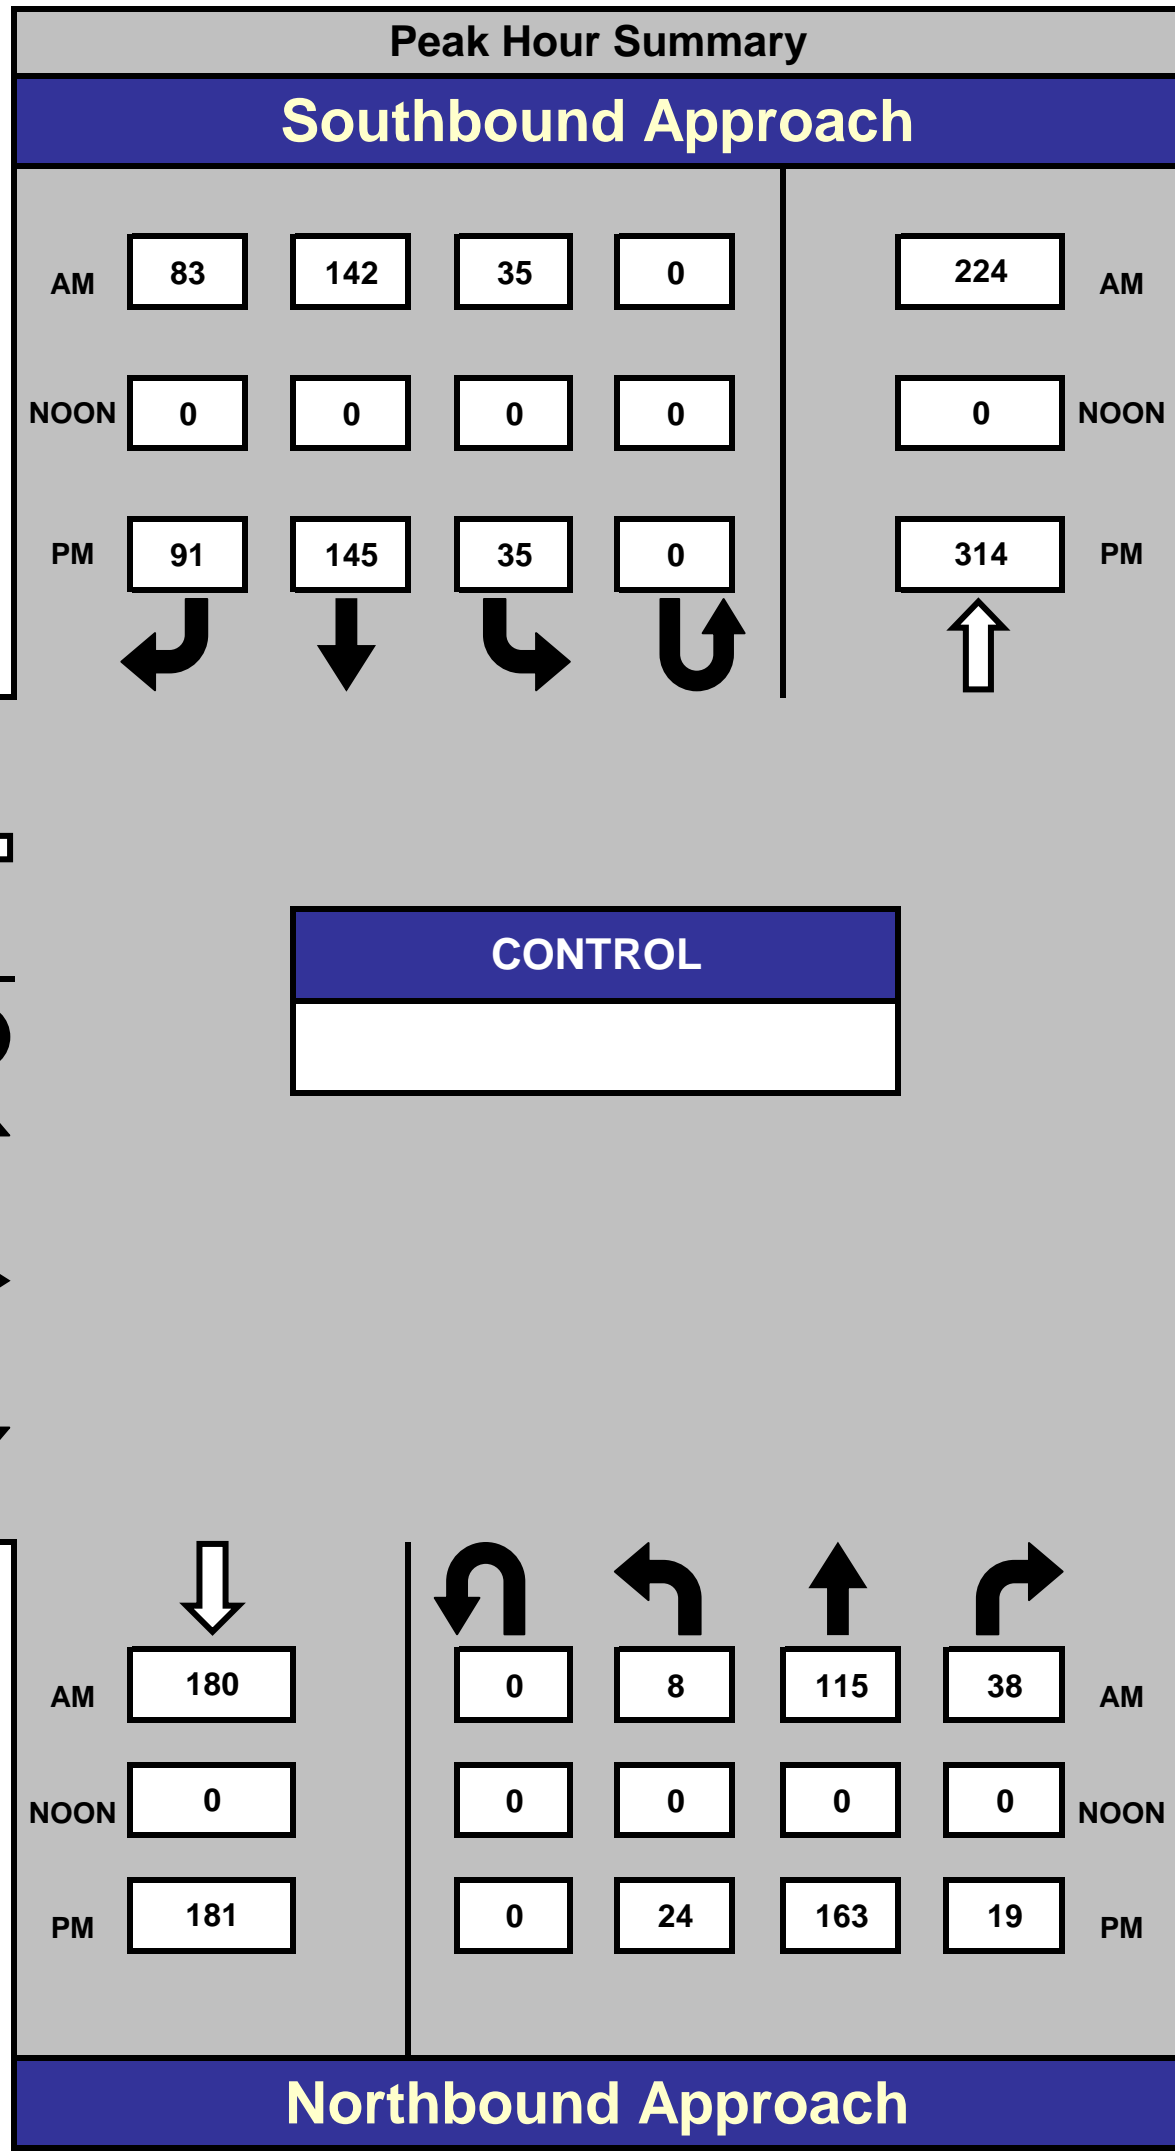 Peak Hour Summary
Southbound Approach
AM 83 142 35 0 224 AM
NOON 0 0 0 0 0 NOON
PM 91 145 35 0 314 PM
CONTROL
AM 180 0 8 115 38 AM
NOON 0 0 0 0 0 NOON
PM 181 0 24 163 19 PM
Northbound Approach